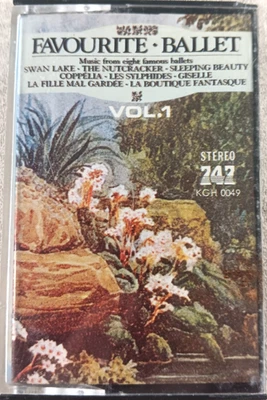 FAVOURITE · BALLET
Music from eight famous ballets
SWAN LAKE - THE NUTCRACKER - SLEEPING BEAUTY
COPPÉLIA - LES SYLPHIDES - GISELLE
LA FILLE MAL GARDÉE - LA BOUTIQUE FANTASQUE
VOL.1
STEREO
747
KGH 0049